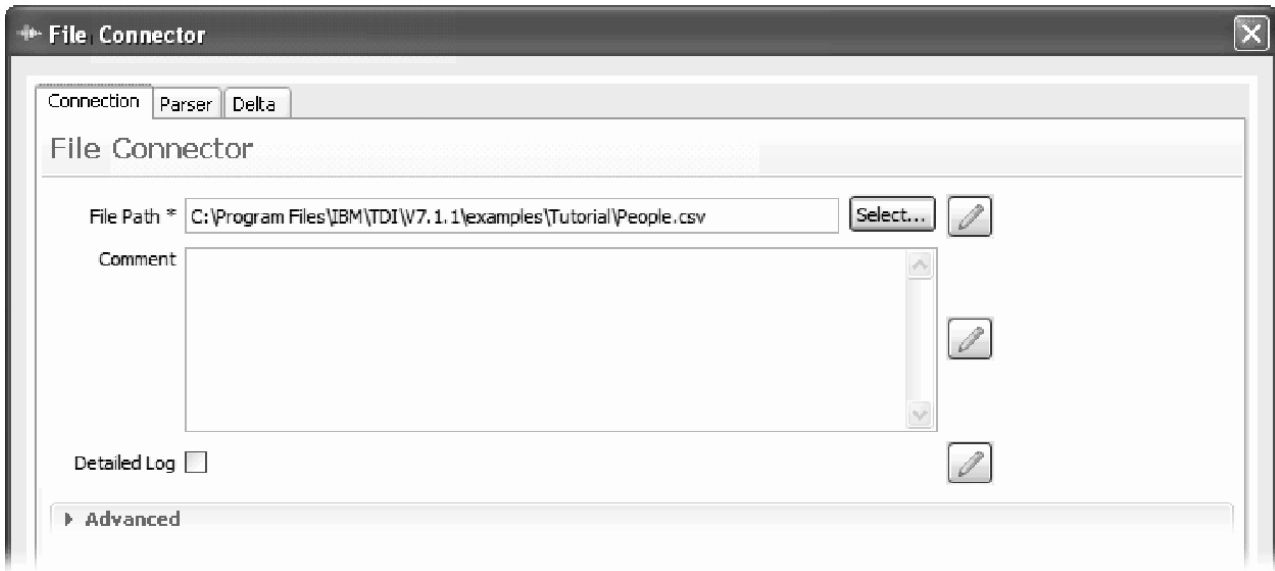 File Connector
Connection Parser Delta
File Connector
File Path * C:\Program Files\IBM\TDI\V7.1.1\examples\Tutorial\People.csv Select...
Comment
Detailed Log
Advanced